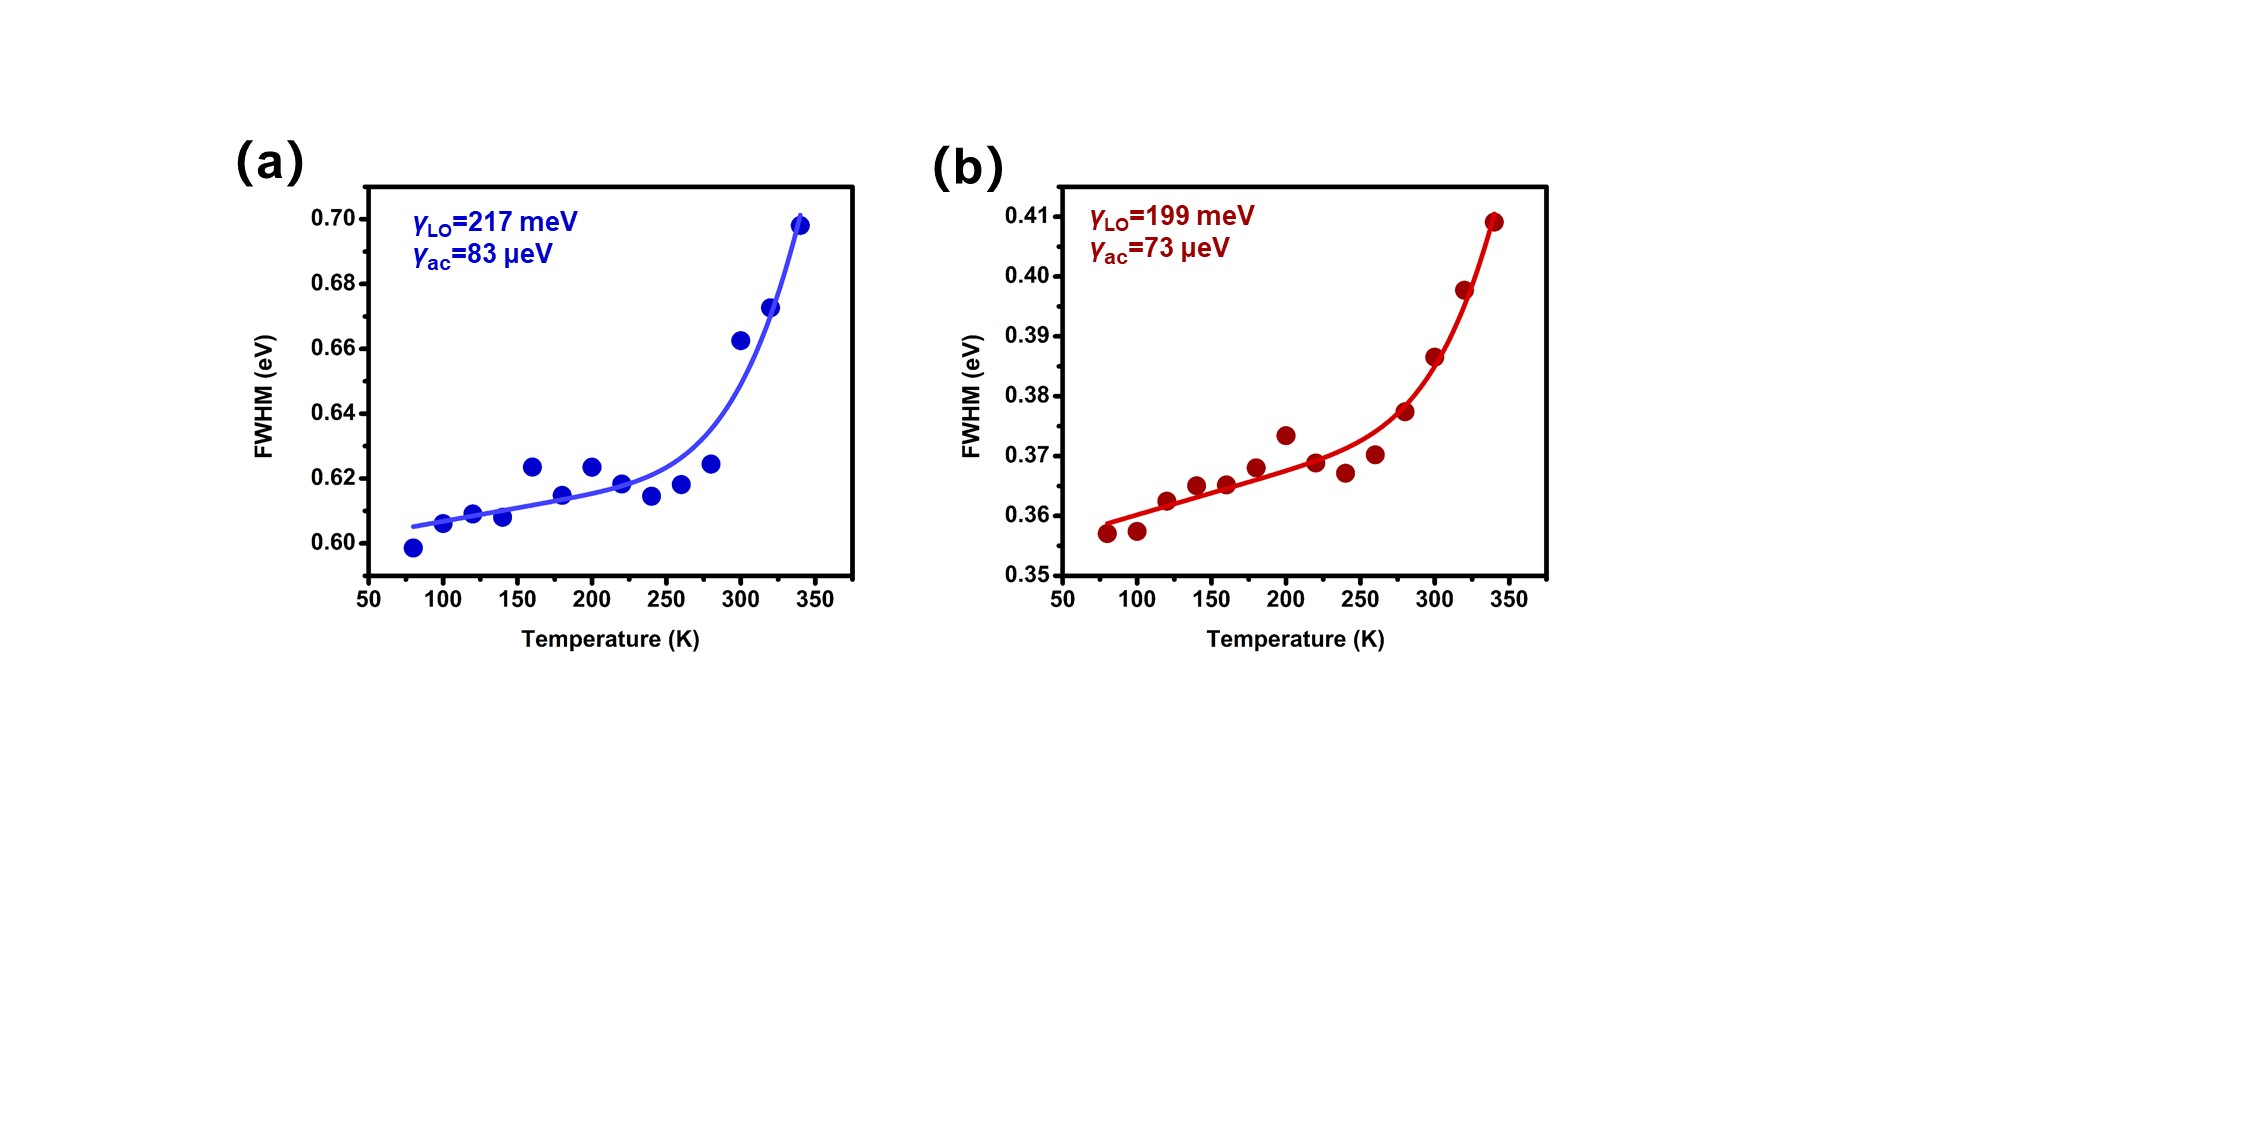 (a)
γLO=217 meV
γac=83 μeV
0.70
0.68
0.66
0.64
0.62
0.60
FWHM (eV)
50 100 150 200 250 300 350
Temperature (K)
(b)
γLO=199 meV
γac=73 μeV
0.41
0.40
0.39
0.38
0.37
0.36
0.35
FWHM (eV)
50 100 150 200 250 300 350
Temperature (K)